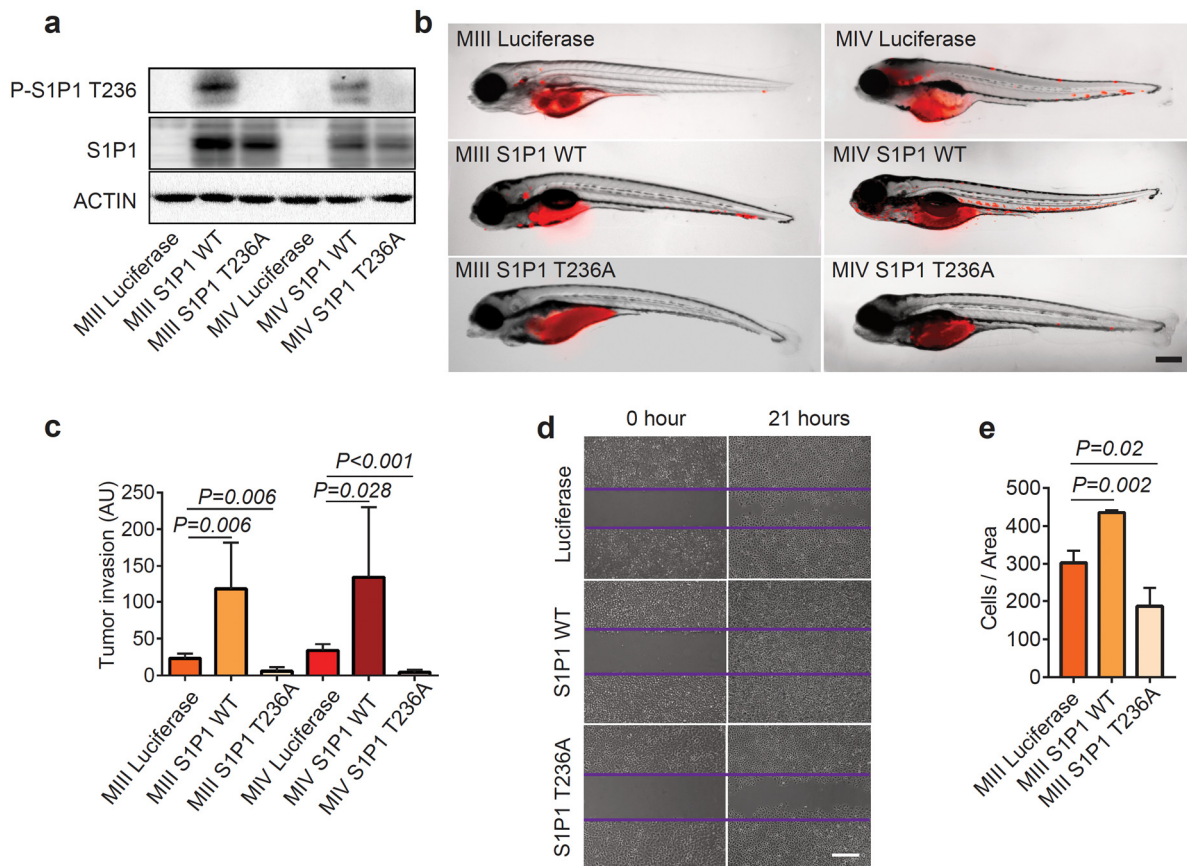 a
P-S1P1 T236
S1P1
ACTIN
MIII Luciferase
MIII S1P1 WT
MIII S1P1 T236A
MIV Luciferase
MIV S1P1 WT
MIV S1P1 T236A
b
MIII Luciferase
MIV Luciferase
MIII S1P1 WT
MIV S1P1 WT
MIII S1P1 T236A
MIV S1P1 T236A
c
Tumor invasion (AU)
250
200
150
100
50
0
P=0.006
P=0.006
P<0.001
P=0.028
MIII Luciferase
MIII S1P1 WT
MIII S1P1 T236A
MIV Luciferase
MIV S1P1 WT
MIV S1P1 T236A
d
0 hour
21 hours
Luciferase
S1P1 WT
S1P1 T236A
e
Cells / Area
500
400
300
200
100
0
P=0.02
P=0.002
MIII Luciferase
MIII S1P1 WT
MIII S1P1 T236A